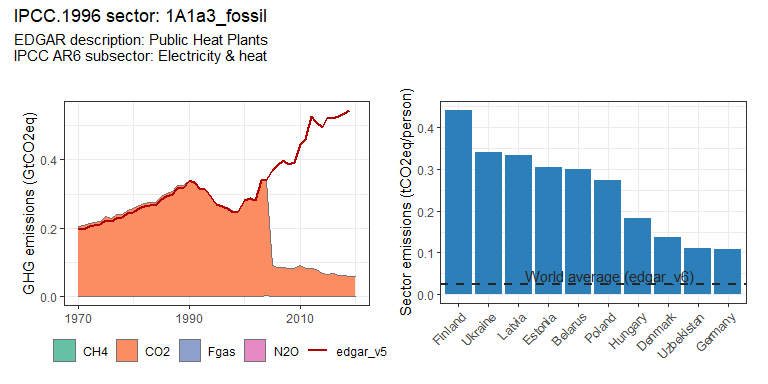 IPCC.1996 sector: 1A1a3_fossil
EDGAR description: Public Heat Plants
IPCC AR6 subsector: Electricity & heat
GHG emissions (GtCO2eq)
0.4
0.2
0.0
1970
1990
2010
CH4
CO2
Fgas
N2O
edgar_v5
Sector emissions (tCO2eq/person)
0.4
0.3
0.2
0.1
0.0
World average (edgar_v6)
Finland
Ukraine
Latvia
Estonia
Belarus
Poland
Hungary
Denmark
Uzbekistan
Germany